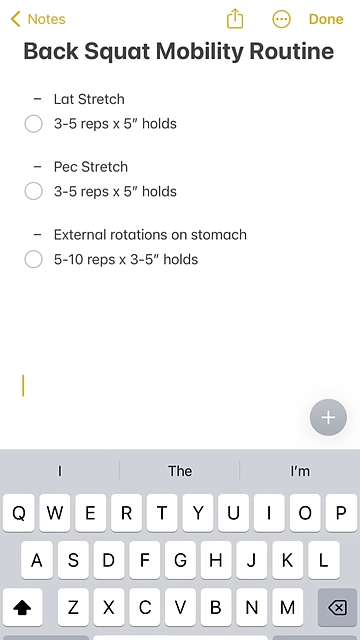 Notes
Done
Back Squat Mobility Routine
– Lat Stretch
3-5 reps x 5” holds
– Pec Stretch
3-5 reps x 5” holds
– External rotations on stomach
5-10 reps x 3-5” holds
I The I’m
Q W E R T Y U I O P
A S D F G H J K L
Z X C V B N M